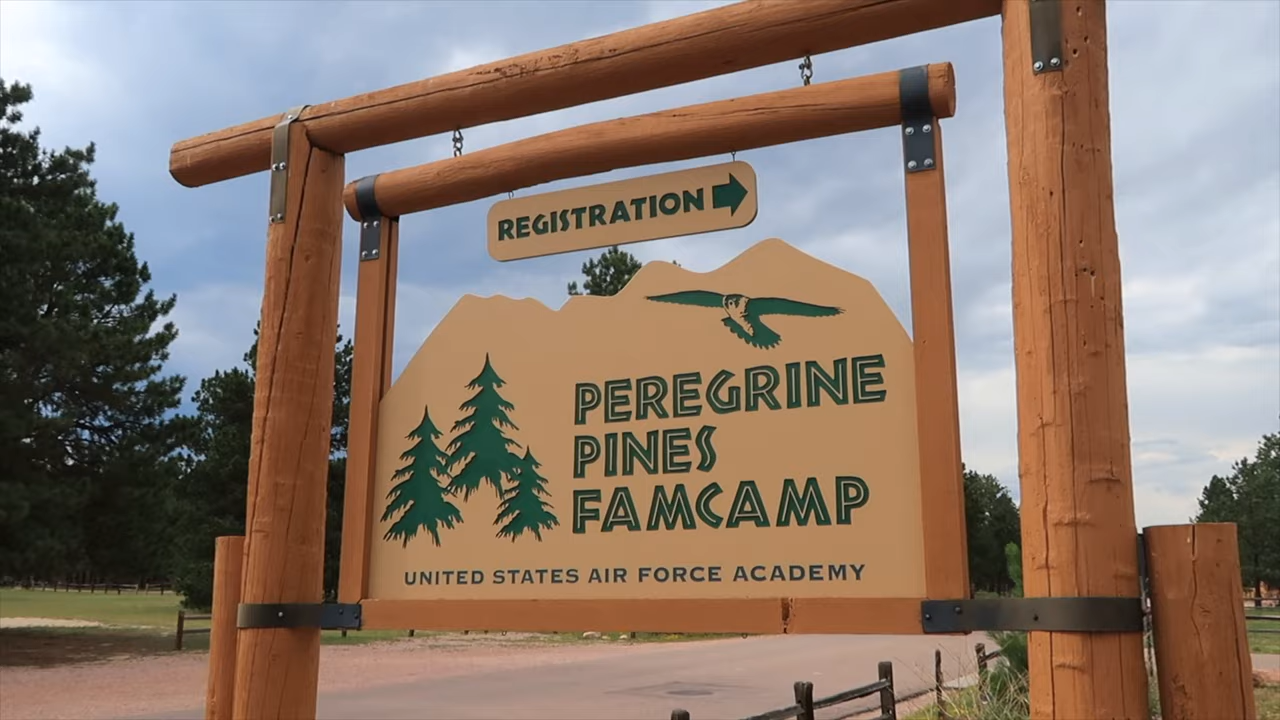 REGISTRATION
PEREGRINE
PINES
FAMCAMP
UNITED STATES AIR FORCE ACADEMY